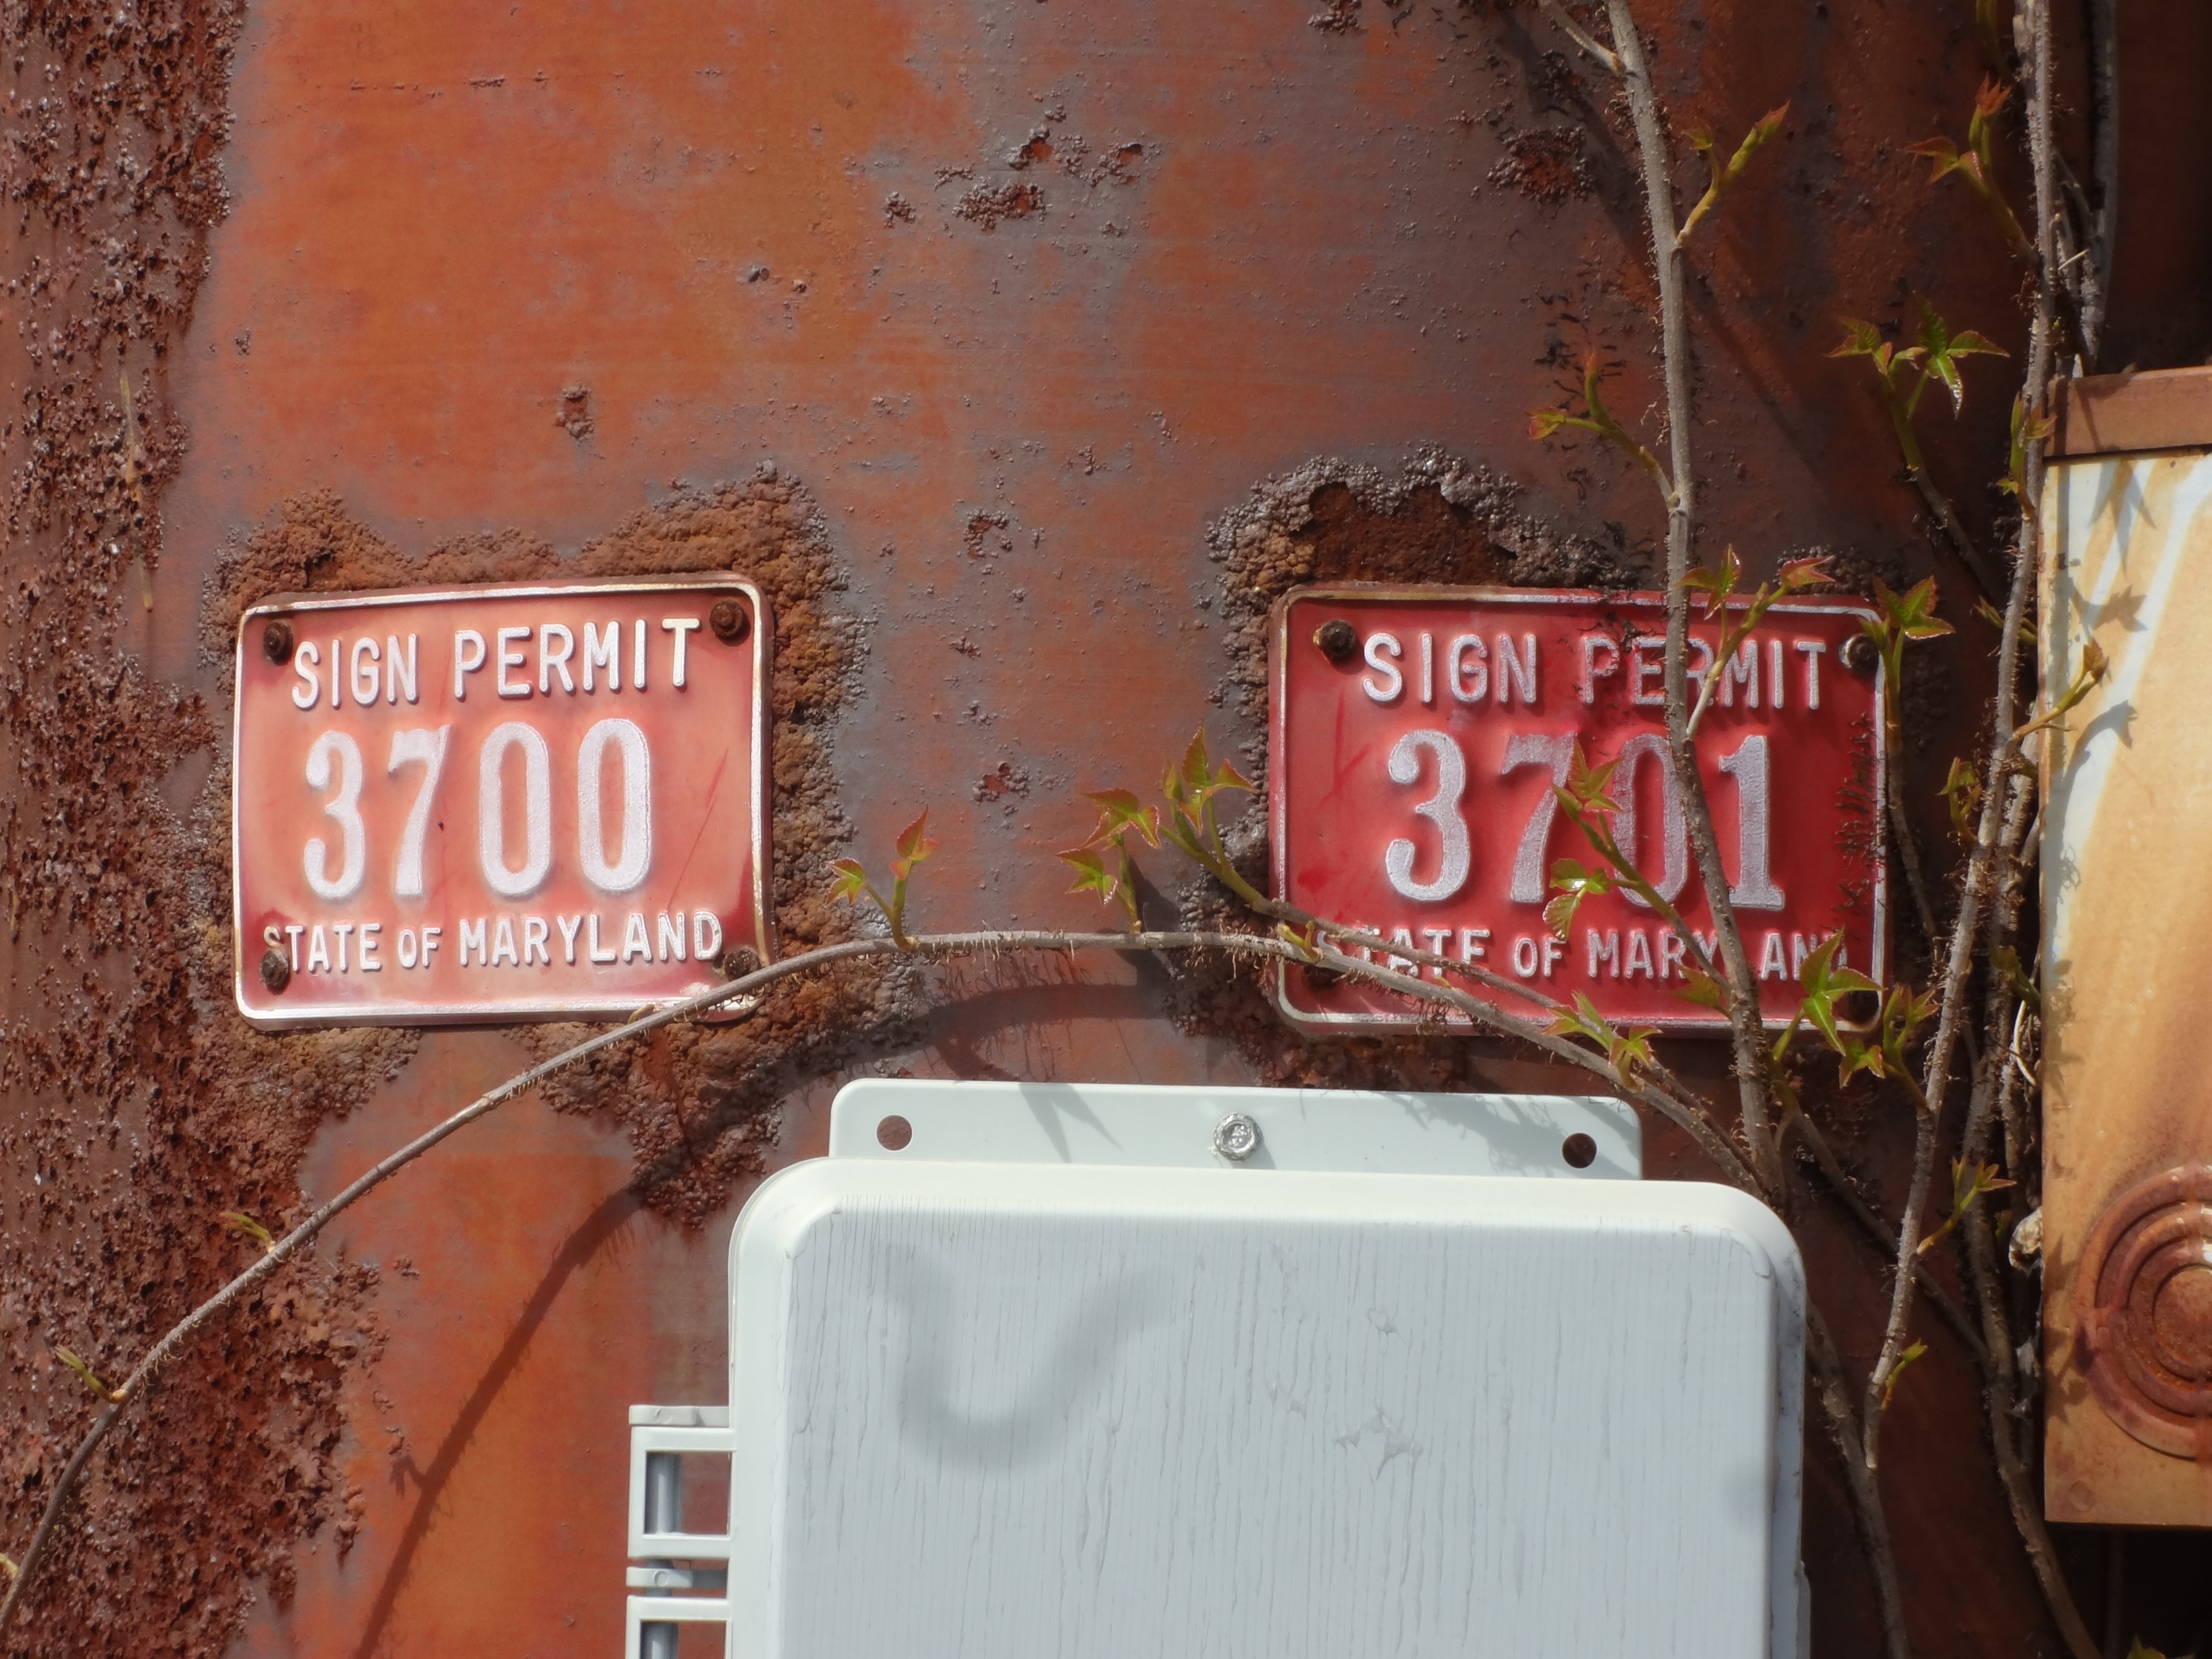 SIGN PERMIT
3700
STATE OF MARYLAND
SIGN PERMIT
3701
STATE OF MARYLAND